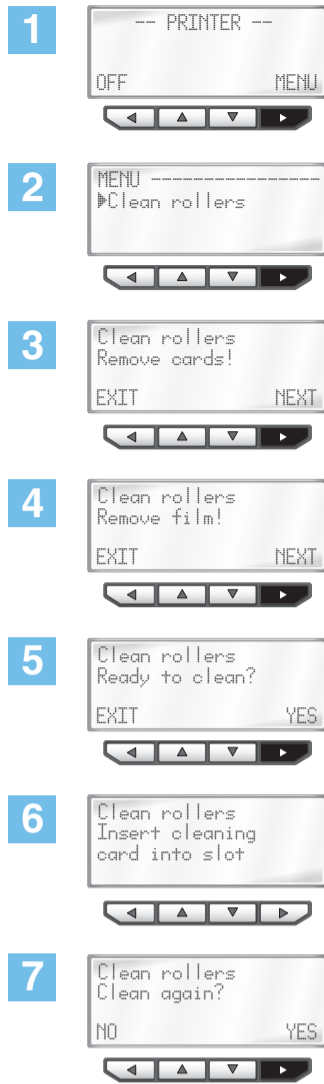 1
-- PRINTER --
OFF MENU
2
MENU ------------------
▶Clean rollers
3
Clean rollers
Remove cards!
EXIT NEXT
4
Clean rollers
Remove film!
EXIT NEXT
5
Clean rollers
Ready to clean?
EXIT YES
6
Clean rollers
Insert cleaning
card into slot
7
Clean rollers
Clean again?
NO YES